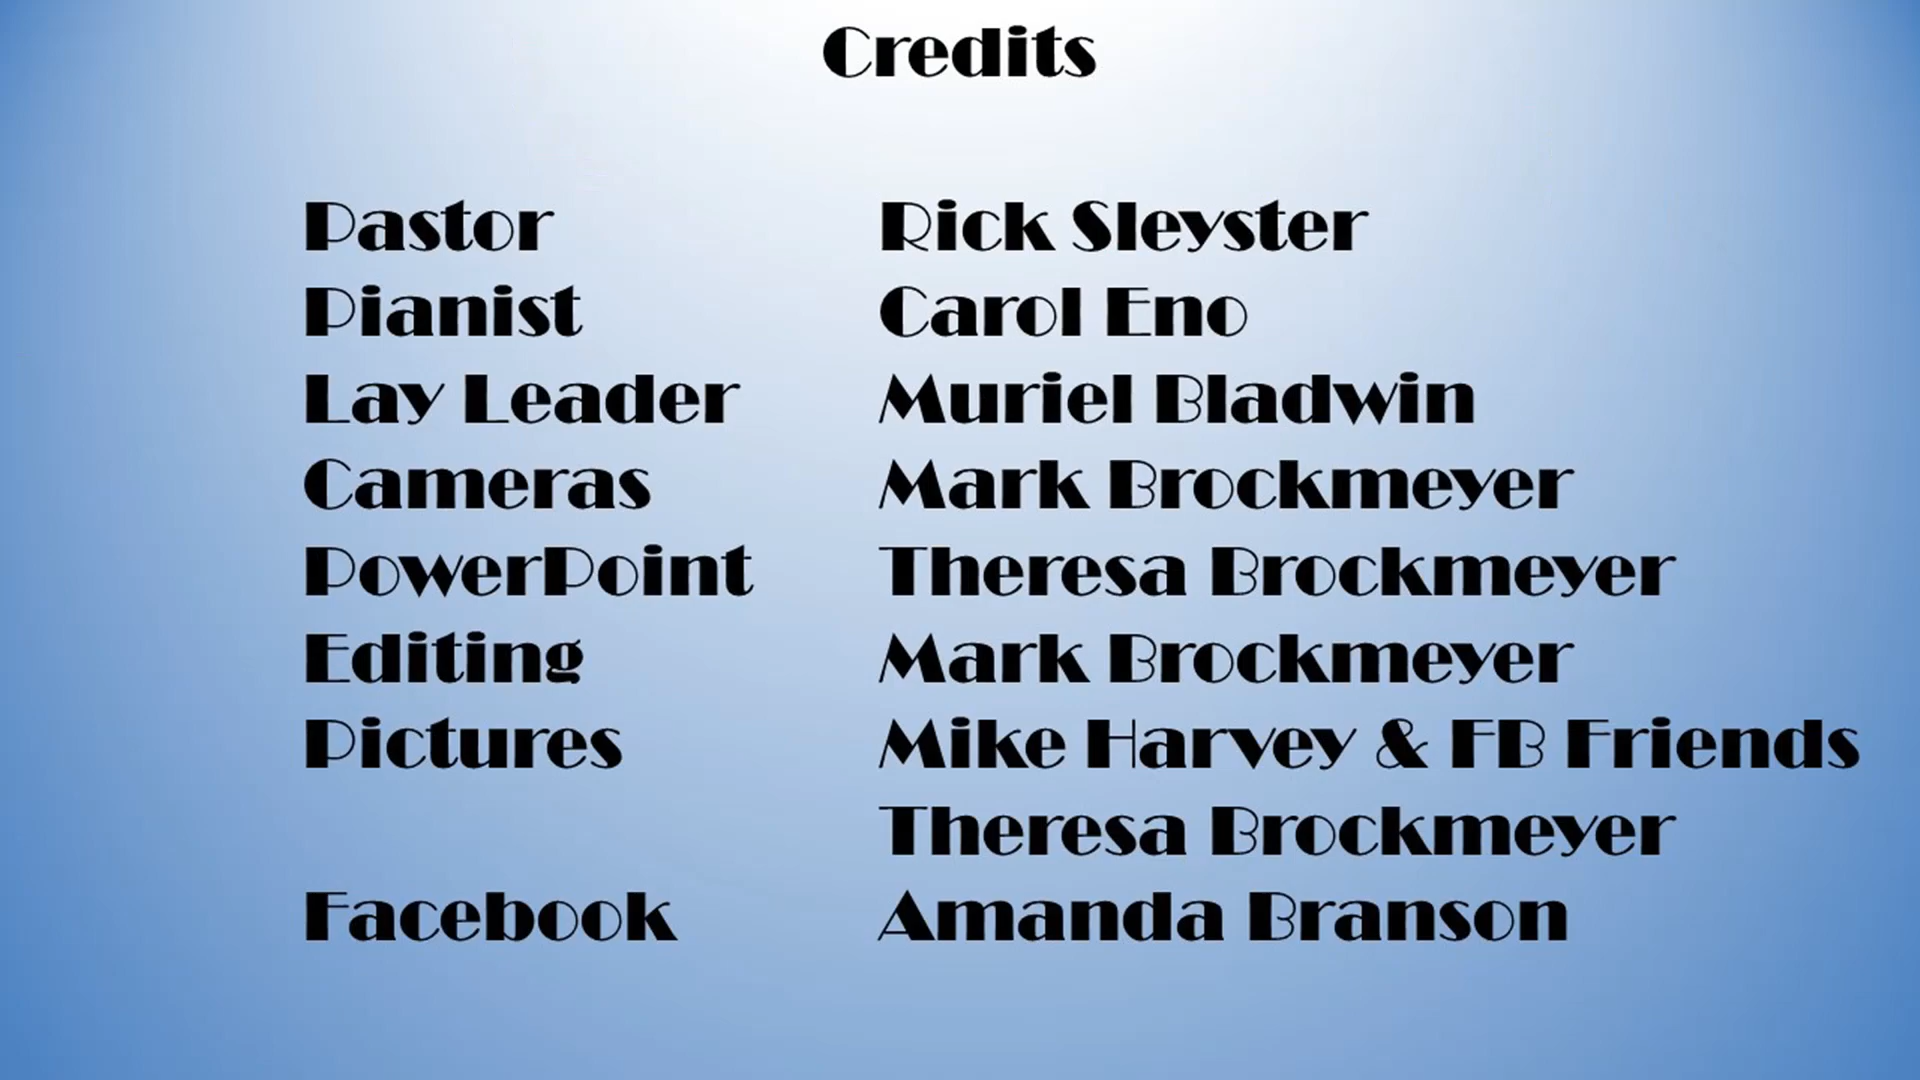 Credits
Pastor Rick Sleyster
Pianist Carol Eno
Lay Leader Muriel Bladwin
Cameras Mark Brockmeyer
PowerPoint Theresa Brockmeyer
Editing Mark Brockmeyer
Pictures Mike Harvey & FB Friends
Theresa Brockmeyer
Facebook Amanda Branson